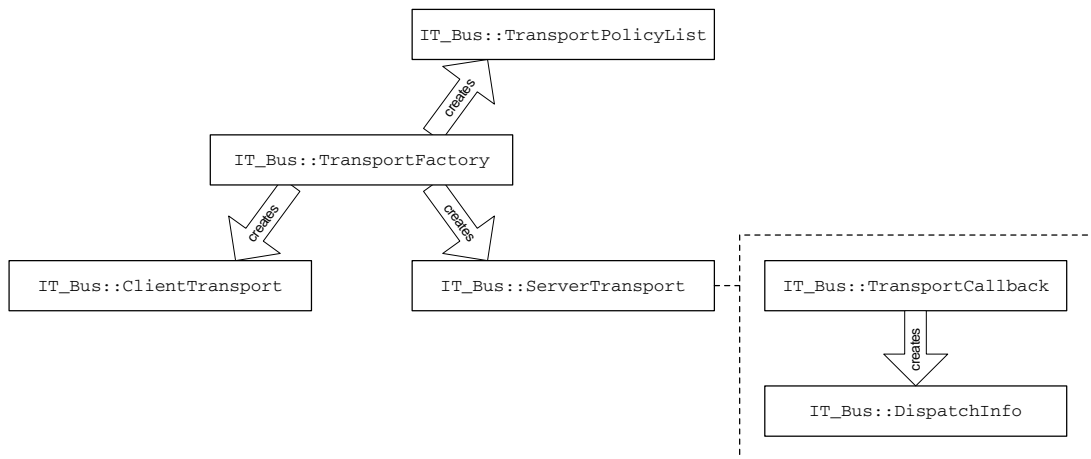 IT_Bus::TransportPolicyList
creates
IT_Bus::TransportFactory
creates
creates
IT_Bus::ClientTransport
IT_Bus::ServerTransport
IT_Bus::TransportCallback
creates
IT_Bus::DispatchInfo